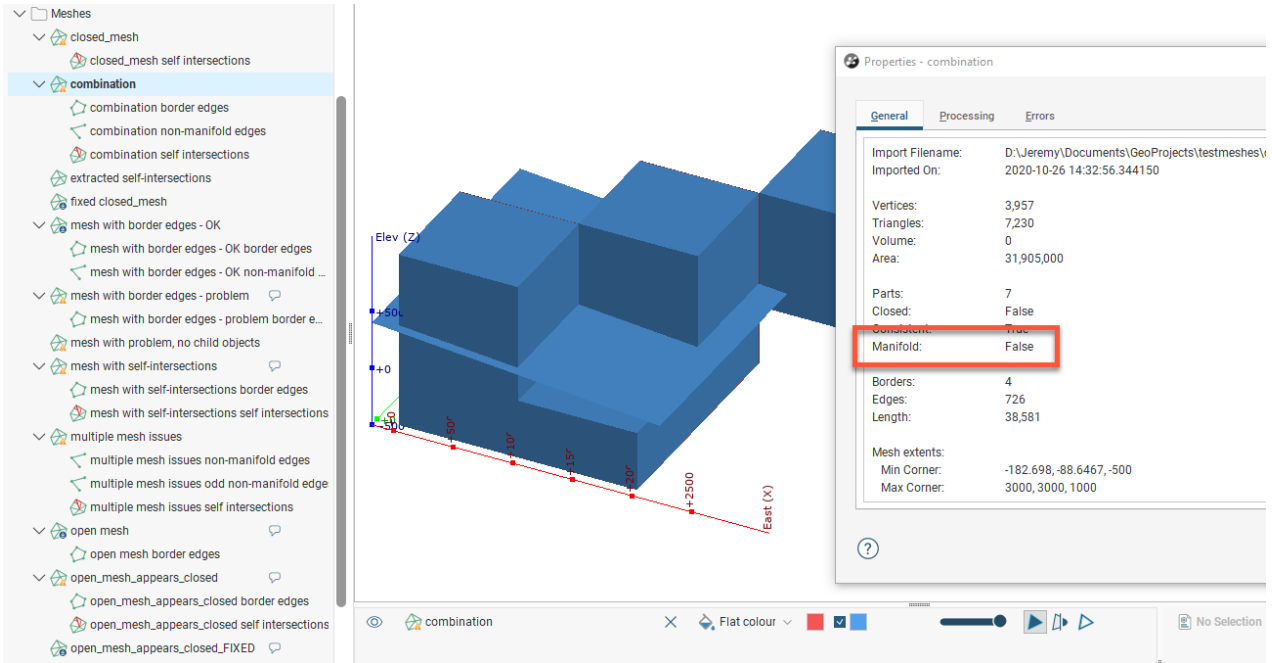 Meshes
closed_mesh
closed_mesh self intersections
combination
combination border edges
combination non-manifold edges
combination self intersections
extracted self-intersections
fixed closed_mesh
mesh with border edges - OK
mesh with border edges - OK border edges
mesh with border edges - OK non-manifold ...
mesh with border edges - problem
mesh with border edges - problem border e...
mesh with problem, no child objects
mesh with self-intersections
mesh with self-intersections border edges
mesh with self-intersections self intersections
multiple mesh issues
multiple mesh issues non-manifold edges
multiple mesh issues odd non-manifold edge
multiple mesh issues self intersections
open mesh
open mesh border edges
open_mesh_appears_closed
open_mesh_appears_closed border edges
open_mesh_appears_closed self intersections
open_mesh_appears_closed_FIXED
Elev (Z)
+500
+0
-500
+0
+2500
East (X)
Properties - combination
General Processing Errors
Import Filename: D:\Jeremy\Documents\GeoProjects\testmeshes\
Imported On: 2020-10-26 14:32:56.344150
Vertices: 3,957
Triangles: 7,230
Volume: 0
Area: 31,905,000
Parts: 7
Closed: False
Consistent: True
Manifold: False
Borders: 4
Edges: 726
Length: 38,581
Mesh extents:
Min Corner: -182.698, -88.6467, -500
Max Corner: 3000, 3000, 1000
?
combination Flat colour No Selection